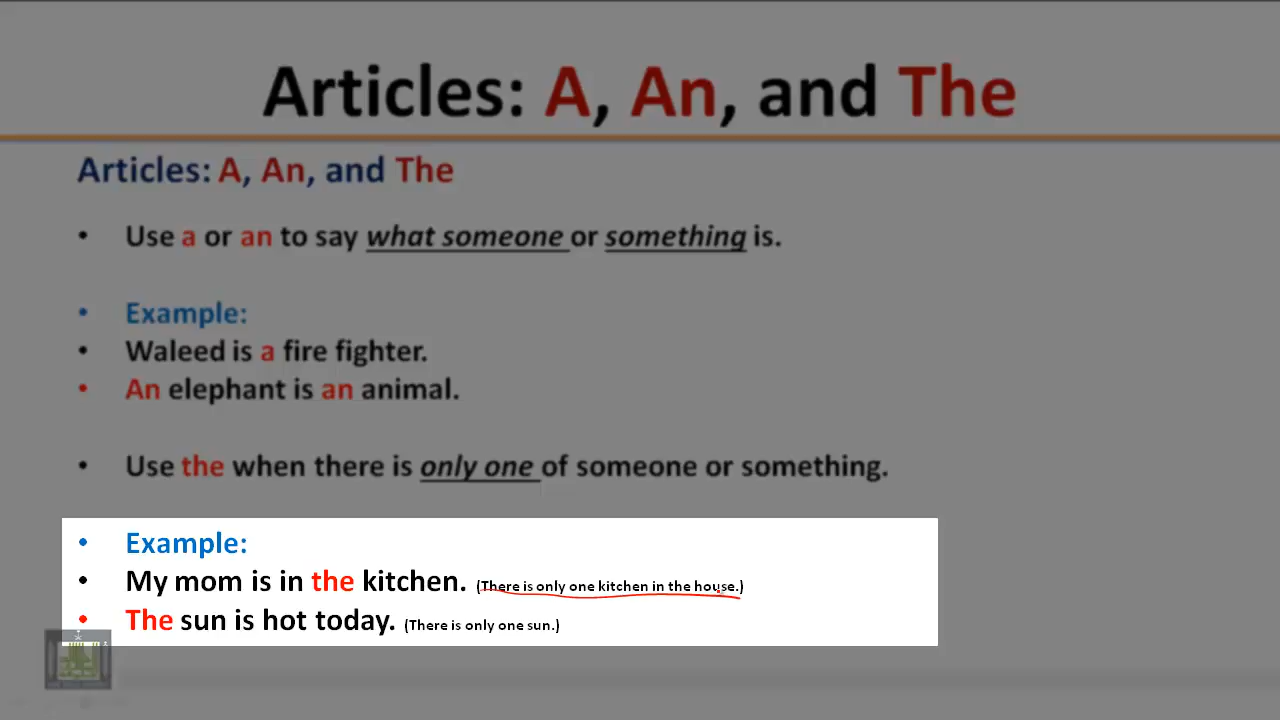 Articles: A, An, and The
Articles: A, An, and The
• Use a or an to say what someone or something is.
• Example:
• Waleed is a fire fighter.
• An elephant is an animal.
• Use the when there is only one of someone or something.
• Example:
• My mom is in the kitchen. (There is only one kitchen in the house.)
• The sun is hot today. (There is only one sun.)